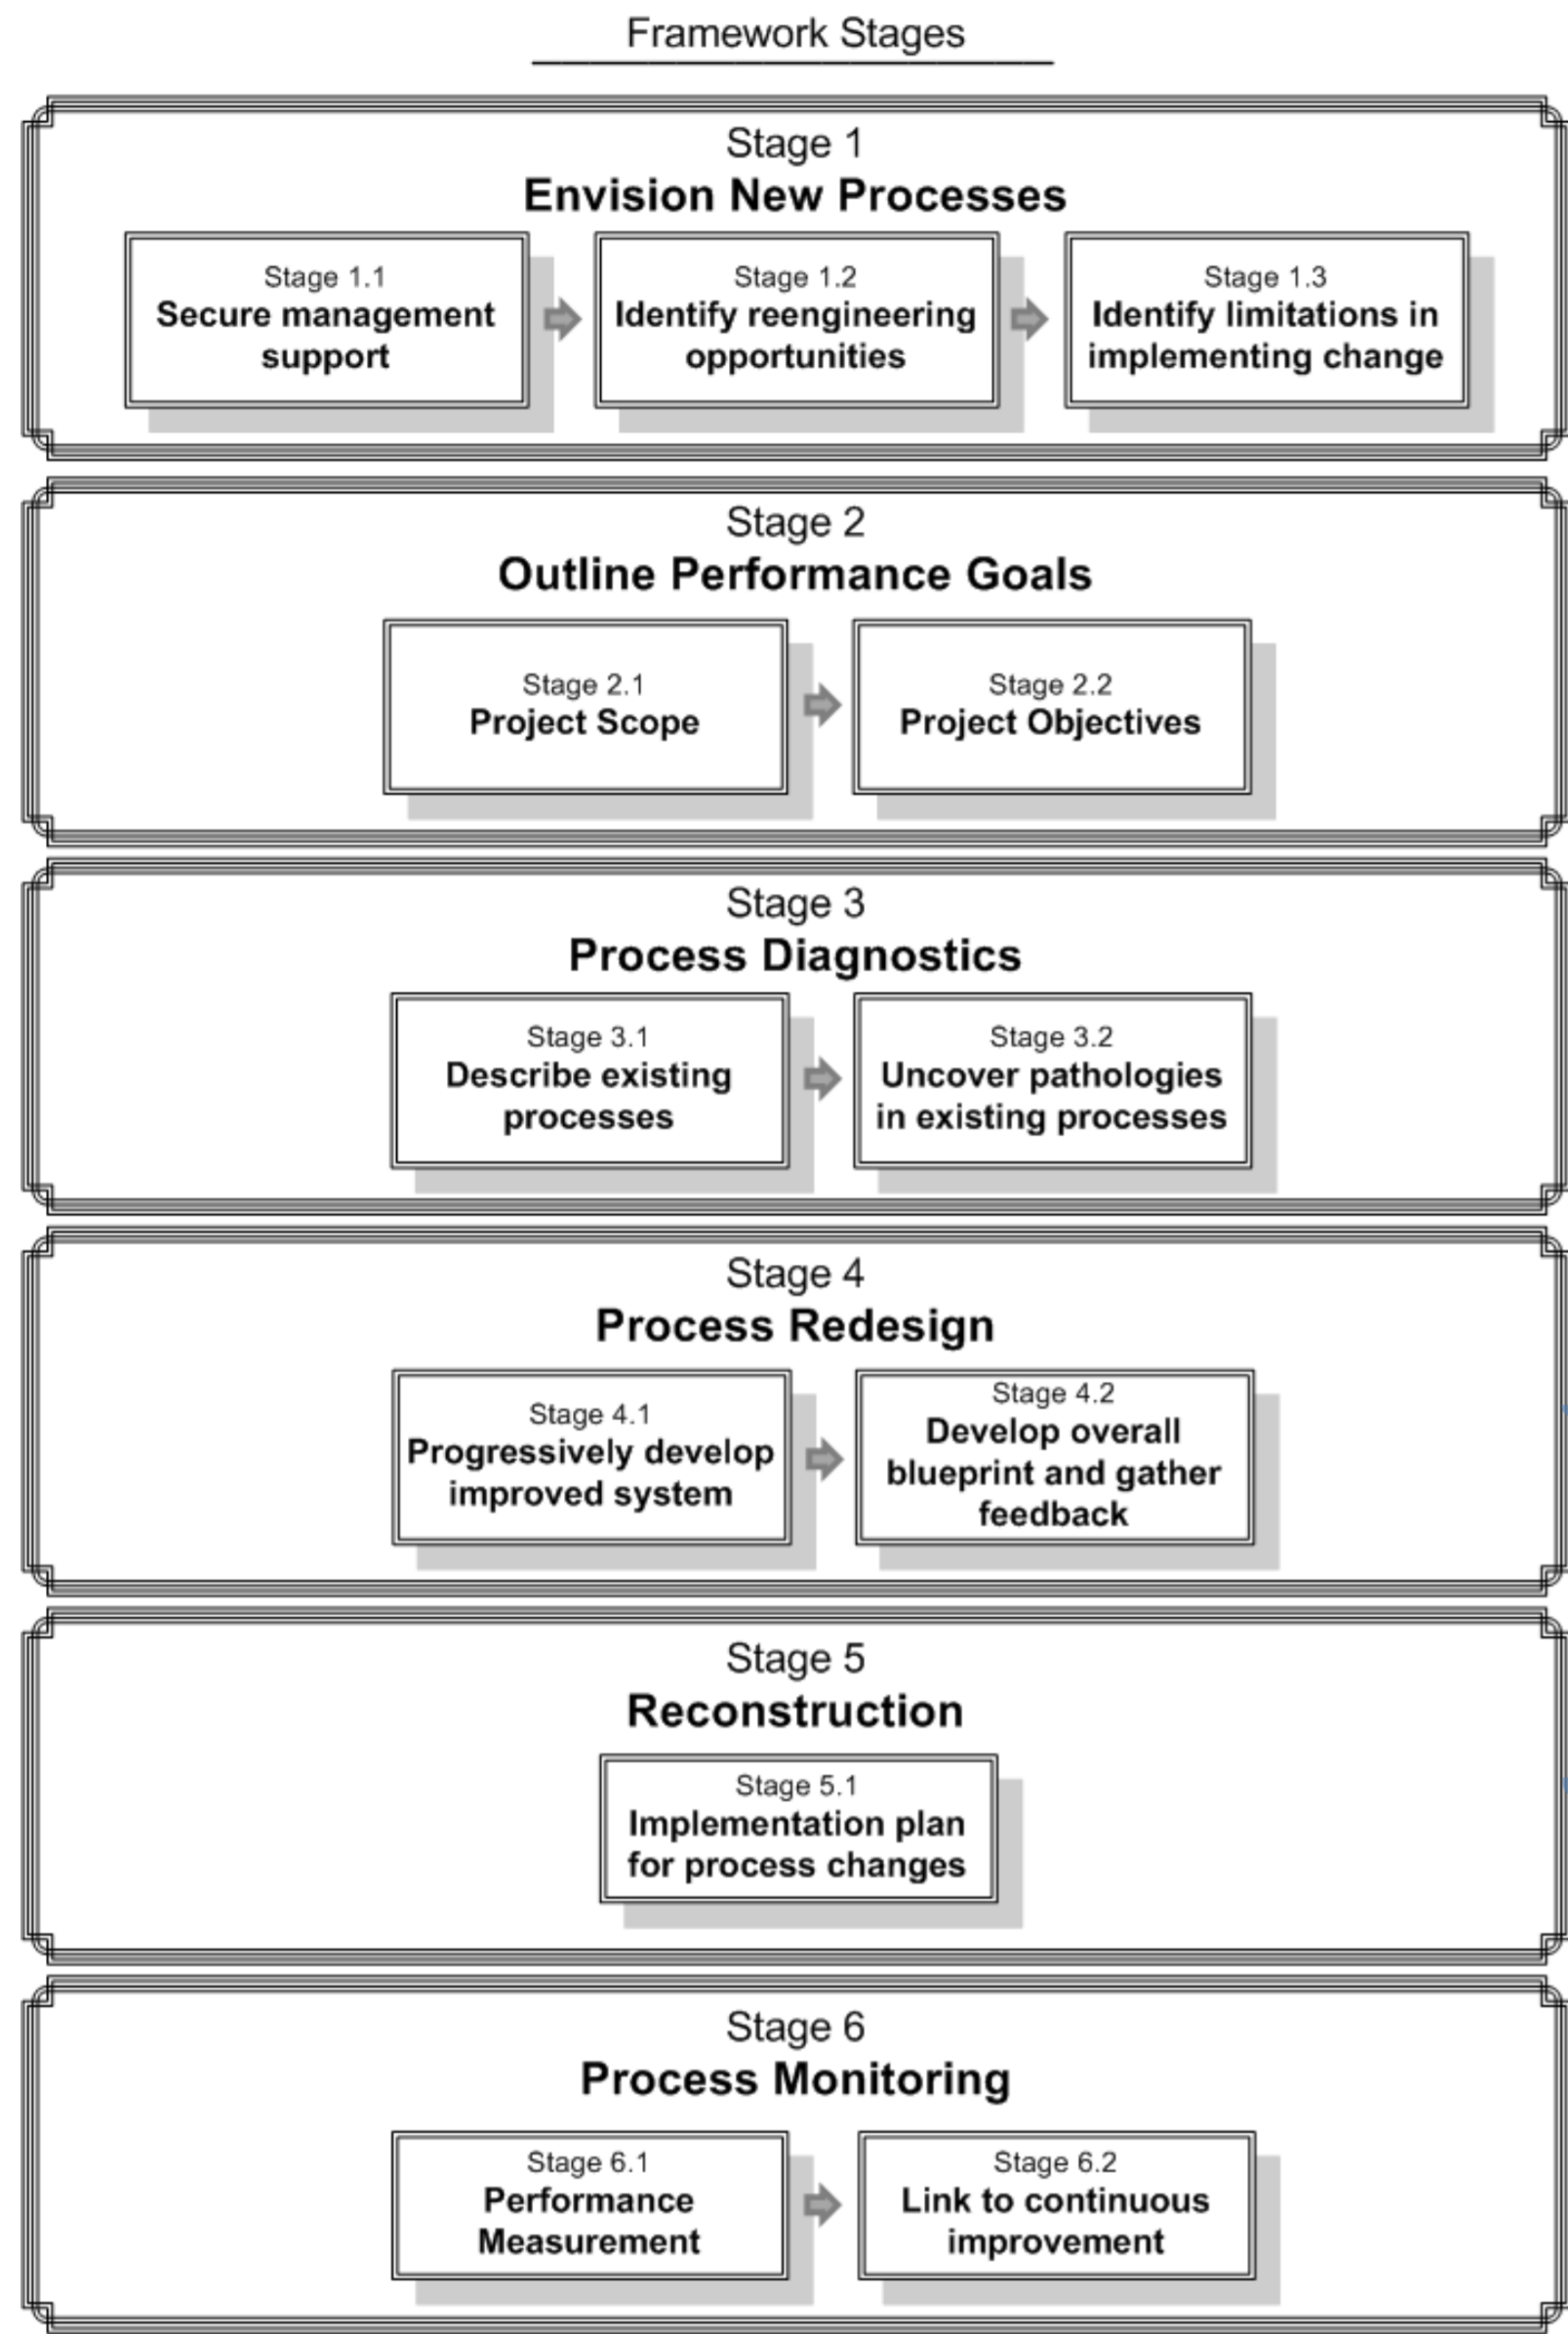 Framework Stages
Stage 1
Envision New Processes
Stage 1.1
Secure management
support
Stage 1.2
Identify reengineering
opportunities
Stage 1.3
Identify limitations in
implementing change
Stage 2
Outline Performance Goals
Stage 2.1
Project Scope
Stage 2.2
Project Objectives
Stage 3
Process Diagnostics
Stage 3.1
Describe existing
processes
Stage 3.2
Uncover pathologies
in existing processes
Stage 4
Process Redesign
Stage 4.1
Progressively develop
improved system
Stage 4.2
Develop overall
blueprint and gather
feedback
Stage 5
Reconstruction
Stage 5.1
Implementation plan
for process changes
Stage 6
Process Monitoring
Stage 6.1
Performance
Measurement
Stage 6.2
Link to continuous
improvement